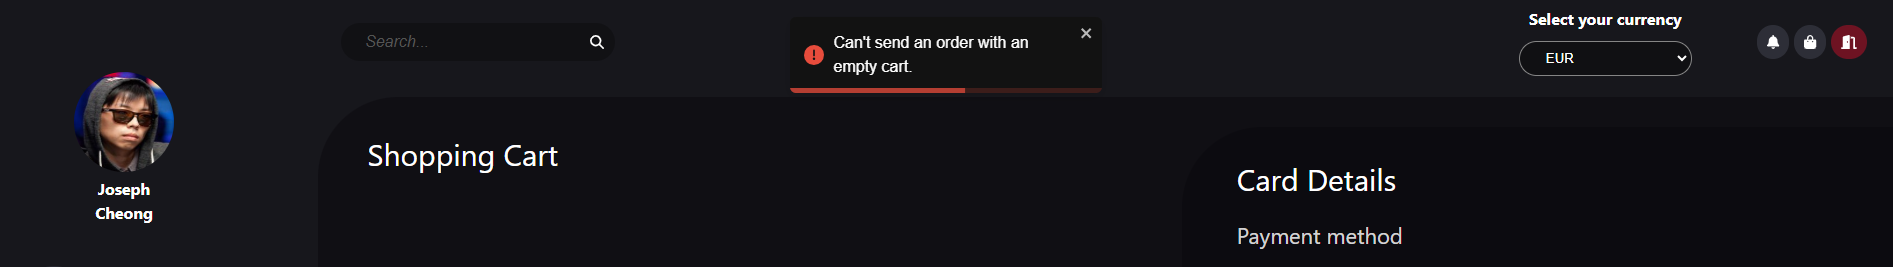 Search...
Can't send an order with an
empty cart.
Select your currency
EUR
Joseph
Cheong
Shopping Cart
Card Details
Payment method